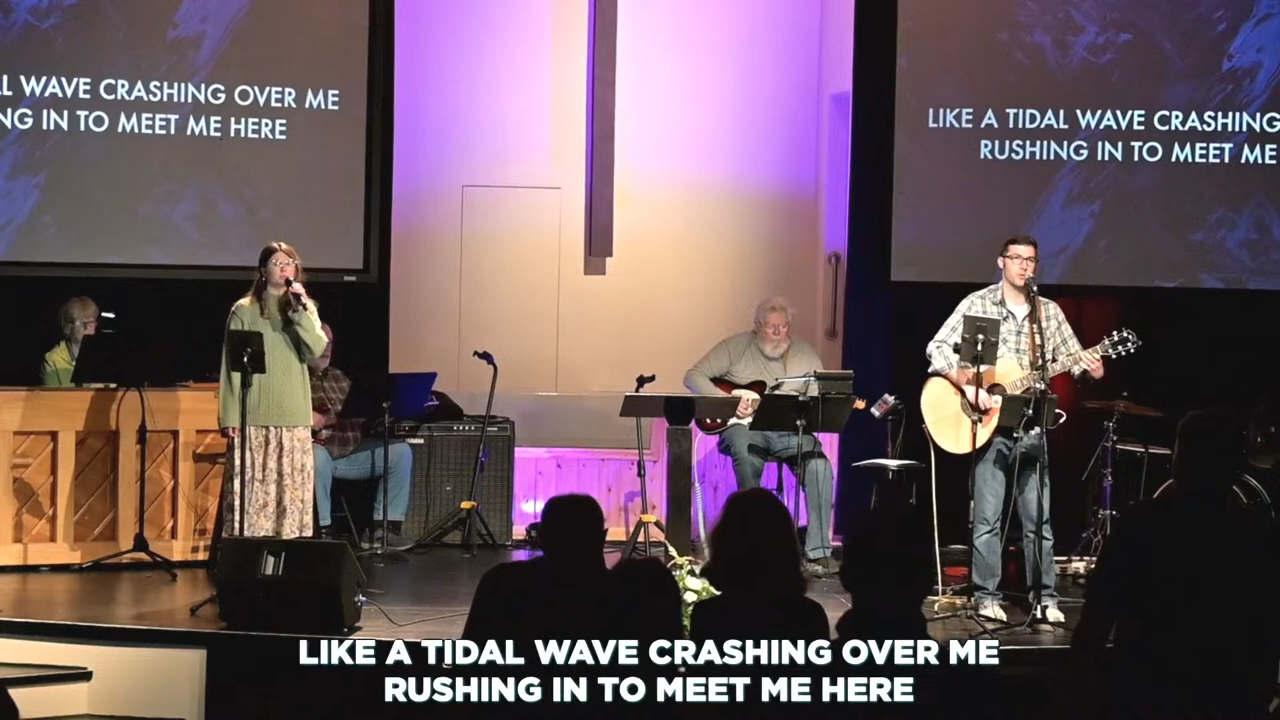 L WAVE CRASHING OVER ME
NG IN TO MEET ME HERE
LIKE A TIDAL WAVE CRASHING
RUSHING IN TO MEET ME
YAMAHA
LIKE A TIDAL WAVE CRASHING OVER ME
RUSHING IN TO MEET ME HERE